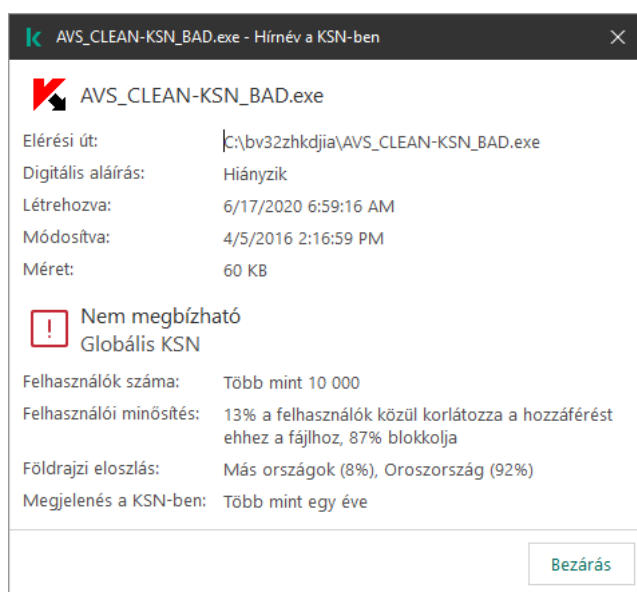 AVS_CLEAN-KSN_BAD.exe - Hírnév a KSN-ben
AVS_CLEAN-KSN_BAD.exe
Elérési út: C:\bv32zhkdjia\AVS_CLEAN-KSN_BAD.exe
Digitális aláírás: Hiányzik
Létrehozva: 6/17/2020 6:59:16 AM
Módosítva: 4/5/2016 2:16:59 PM
Méret: 60 KB
Nem megbízható
Globális KSN
Felhasználók száma: Több mint 10 000
Felhasználói minősítés: 13% a felhasználók közül korlátozza a hozzáférést
ehhez a fájlhoz, 87% blokkolja
Földrajzi eloszlás: Más országok (8%), Oroszország (92%)
Megjelenés a KSN-ben: Több mint egy éve
Bezárás